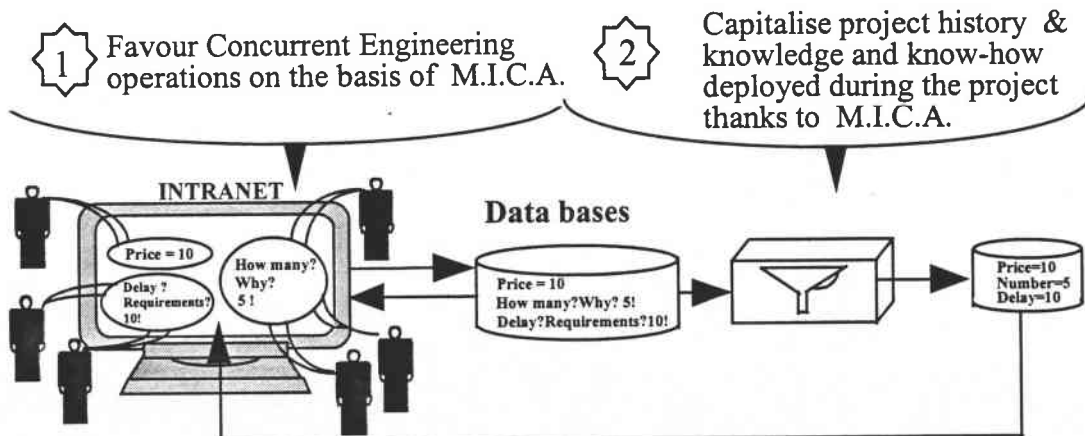 1
Favour Concurrent Engineering
operations on the basis of M.I.C.A.
2
Capitalise project history &
knowledge and know-how
deployed during the project
thanks to M.I.C.A.
INTRANET
Price = 10
Delay ?
Requirements?
10!
How many?
Why?
5 !
Data bases
Price = 10
How many?Why? 5!
Delay?Requirements?10!
Price=10
Number=5
Delay=10